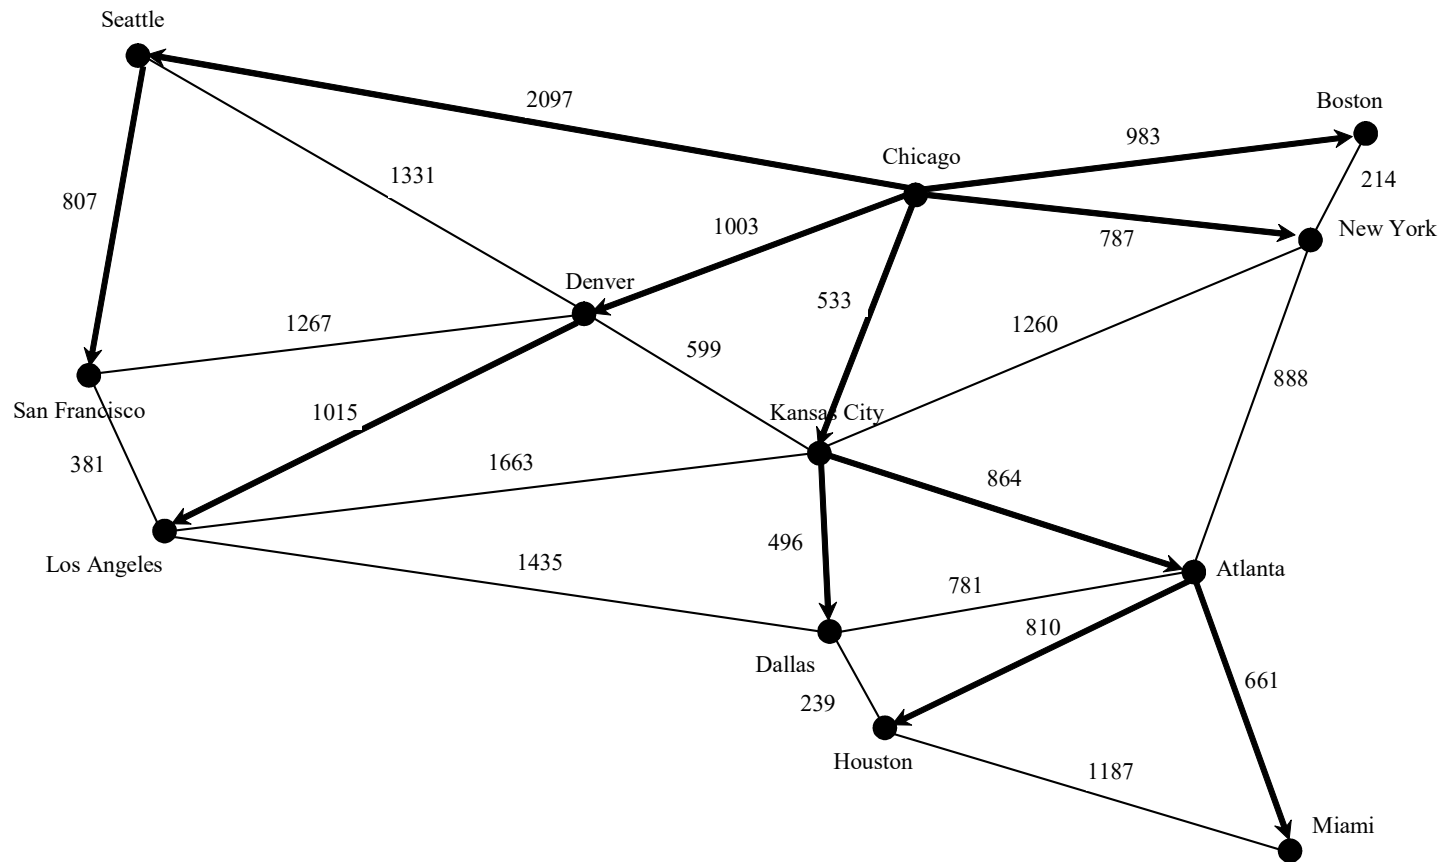 Seattle
2097
Boston
983
Chicago
1331
214
807
1003
787
New York
Denver
533
1267
1260
599
888
San Francisco
1015
Kansas City
381
1663
864
496
Los Angeles
1435
781
Atlanta
810
Dallas
661
239
Houston
1187
Miami